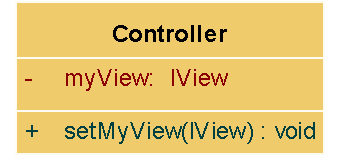 Controller
- myView: IView
+ setMyView(IView) : void